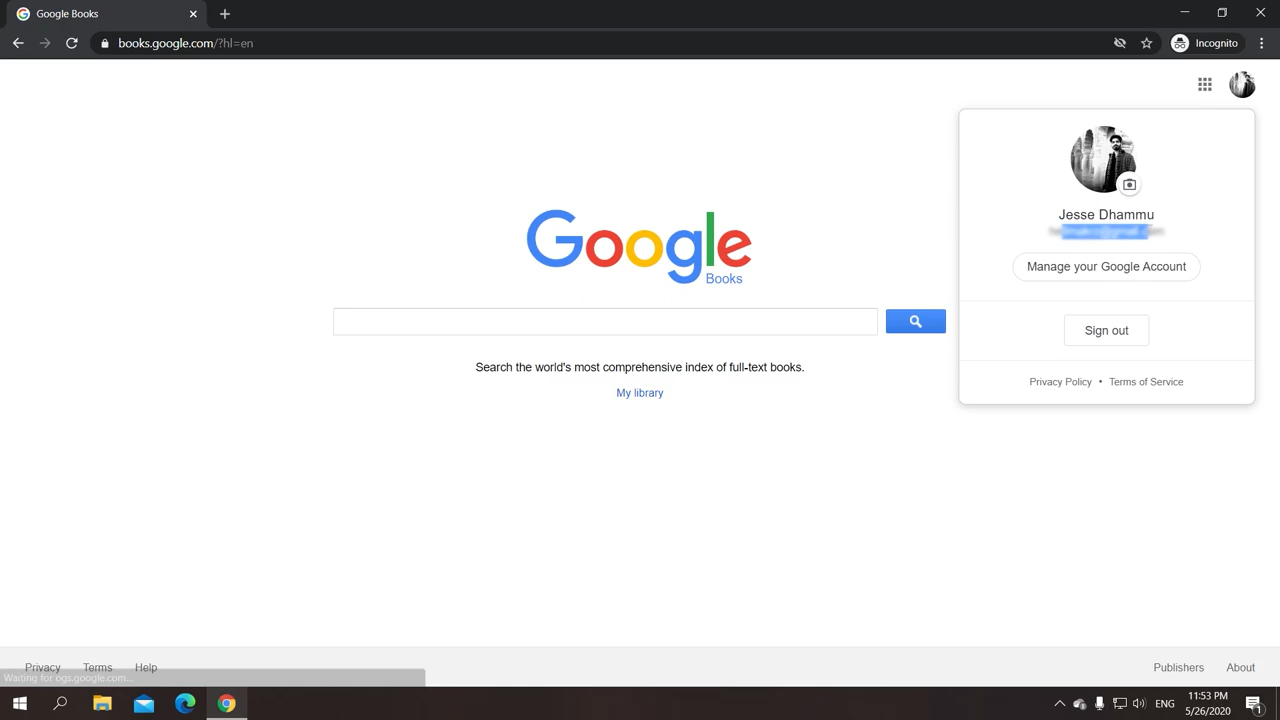 Google Books
books.google.com/?hl=en
Incognito
Jesse Dhammu
Manage your Google Account
Sign out
Privacy Policy • Terms of Service
Google
Books
Search the world's most comprehensive index of full-text books.
My library
Privacy Terms Help
Publishers About
Waiting for ogs.google.com...
ENG
11:53 PM
5/26/2020
1